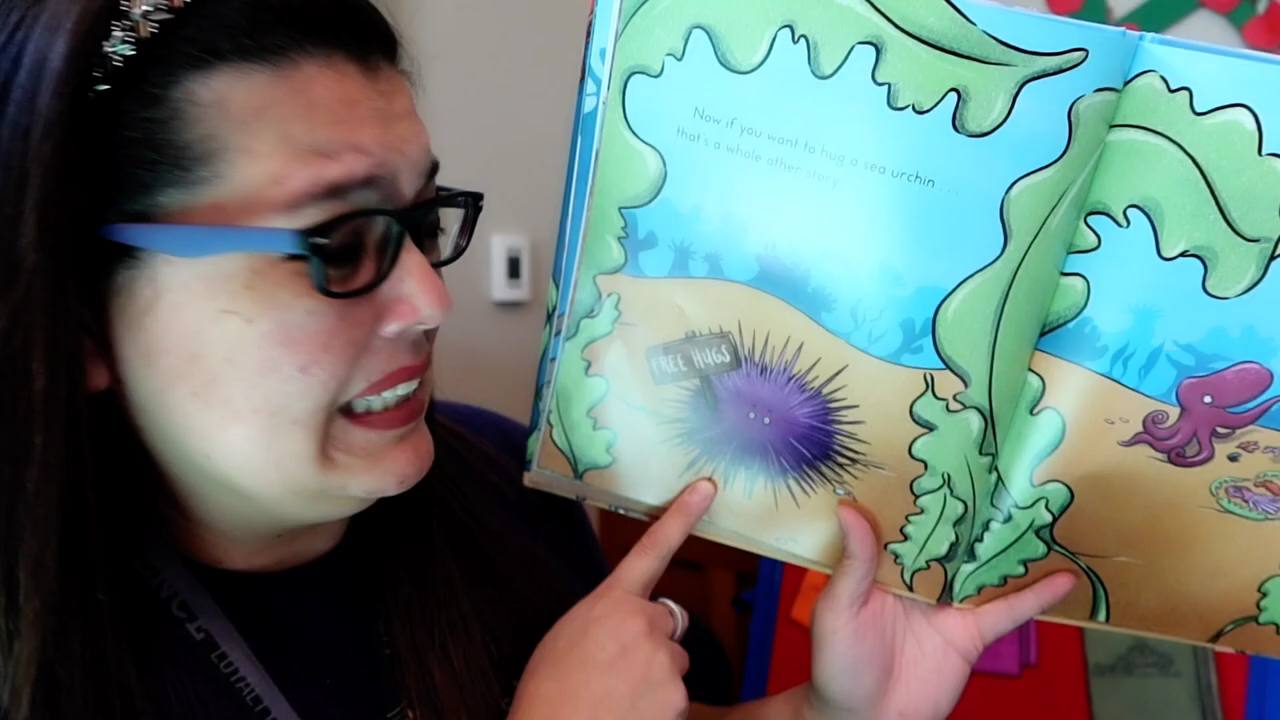 Now if you want to hug a sea urchin . . .
that's a whole other story.
FREE HUGS